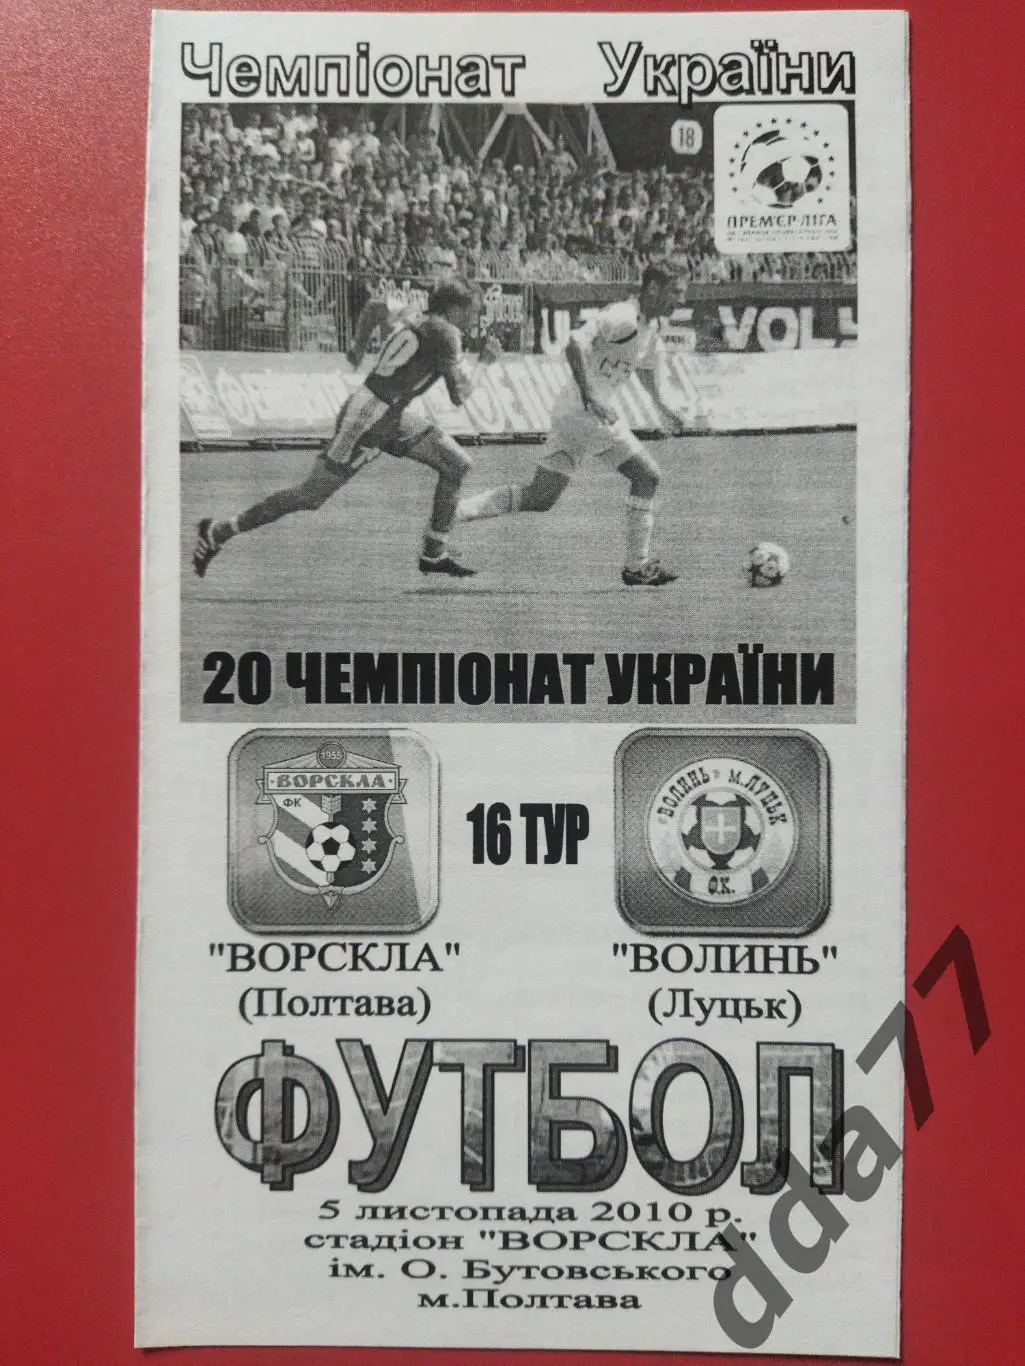 Чемпіонат України
18
ПРЕМ'ЄР-ЛІГА
VOLY
20 ЧЕМПІОНАТ УКРАЇНИ
1955
ВОРСКЛА
ФК
"ВОЛИНЬ" М. ЛУЦЬК
Ф.К.
16 ТУР
"ВОРСКЛА" "ВОЛИНЬ"
(Полтава) (Луцьк)
ФУТБОЛ
5 листопада 2010 р.
стадіон "ВОРСКЛА"
ім. О. Бутовського
м.Полтава
dda77